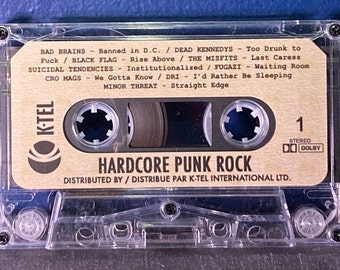 BAD BRAINS - Banned in D.C. / DEAD KENNEDYS - Too Drunk to
Fuck / BLACK FLAG - Rise Above / THE MISFITS - Last Caress
SUICIDAL TENDENCIES - Institutionalized / FUGAZI - Waiting Room
CRO MAGS - We Gotta Know / DRI - I'd Rather Be Sleeping
MINOR THREAT - Straight Edge
K-TEL
1
STEREO
DOLBY
HARDCORE PUNK ROCK
DISTRIBUTED BY / DISTRIBUE PAR K-TEL INTERNATIONAL LTD.